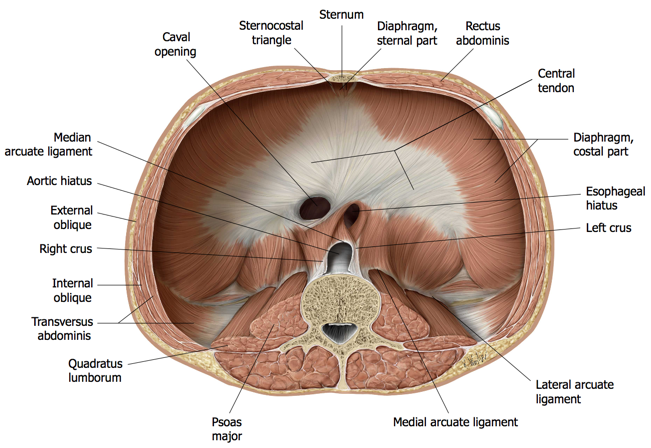 Sternum
Sternocostal
triangle
Diaphragm,
sternal part
Rectus
abdominis
Caval
opening
Central
tendon
Median
arcuate ligament
Diaphragm,
costal part
Aortic hiatus
Esophageal
hiatus
External
oblique
Left crus
Right crus
Internal
oblique
Transversus
abdominis
Quadratus
lumborum
Lateral arcuate
ligament
Psoas
major
Medial arcuate ligament